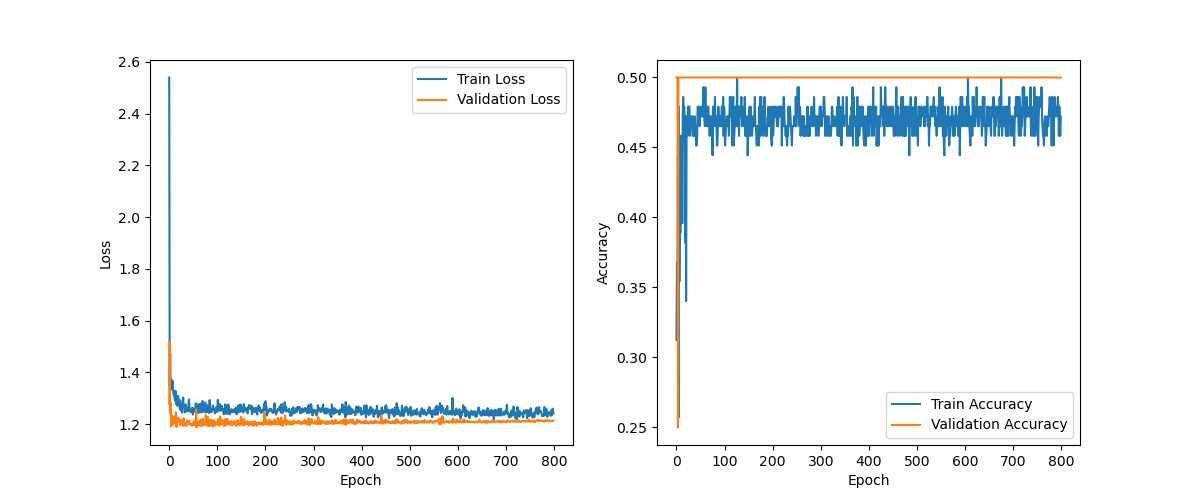 2.6
2.4
2.2
2.0
1.8
1.6
1.4
1.2
Loss
0 100 200 300 400 500 600 700 800
Epoch
Train Loss
Validation Loss
0.50
0.45
0.40
0.35
0.30
0.25
Accuracy
0 100 200 300 400 500 600 700 800
Epoch
Train Accuracy
Validation Accuracy